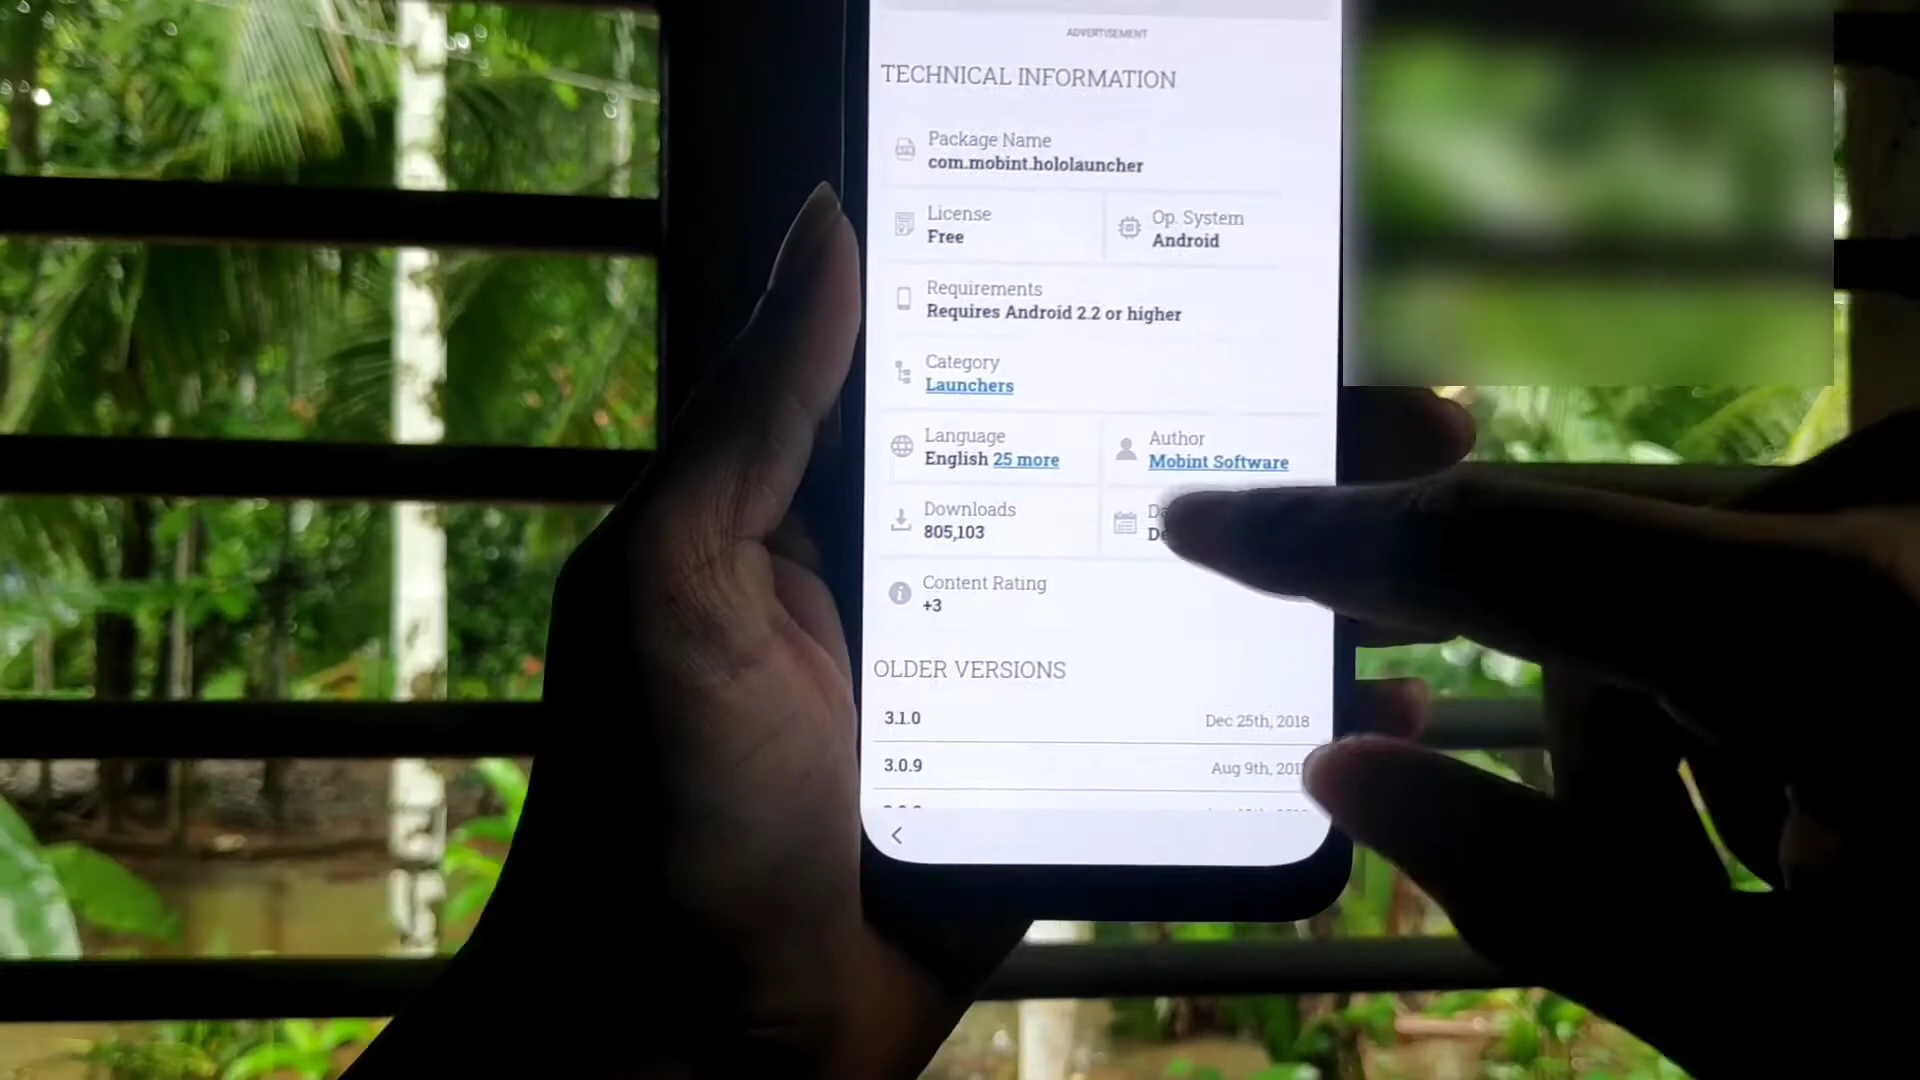 ADVERTISEMENT
TECHNICAL INFORMATION
Package Name
com.mobint.hololauncher
License
Free
Op. System
Android
Requirements
Requires Android 2.2 or higher
Category
Launchers
Language
English 25 more
Author
Mobint Software
Downloads
805,103
Content Rating
+3
OLDER VERSIONS
3.1.0 Dec 25th, 2018
3.0.9 Aug 9th,